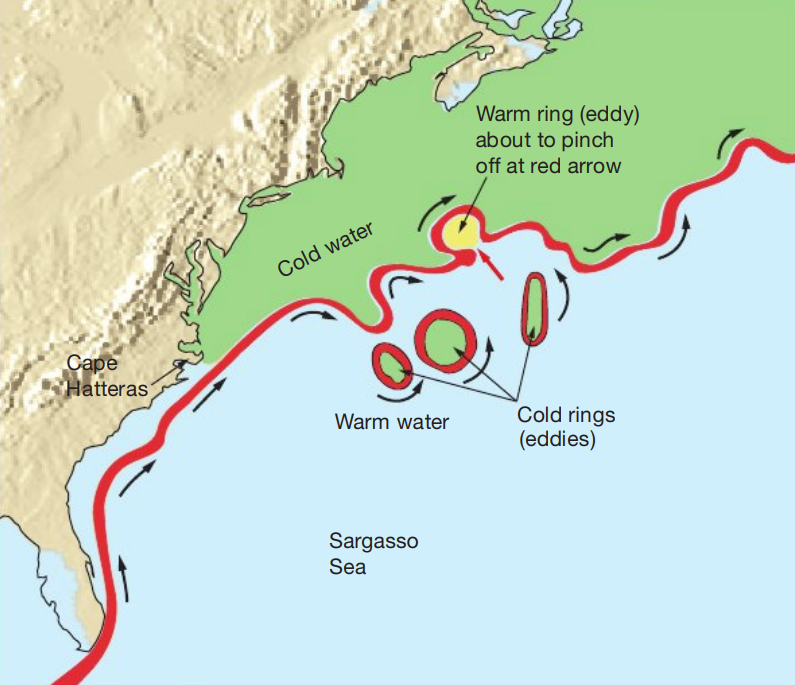 Warm ring (eddy)
about to pinch
off at red arrow
Cold water
Cape
Hatteras
Warm water
Cold rings
(eddies)
Sargasso
Sea